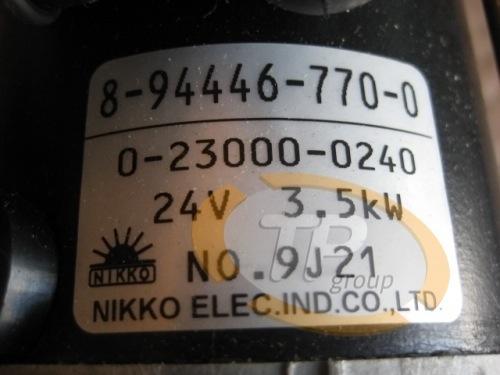 8-94446-770-0
0-23000-0240
24V 3.5kW
NIKKO
NO.9J21
NIKKO ELEC.IND.CO.,LTD.
TP
group